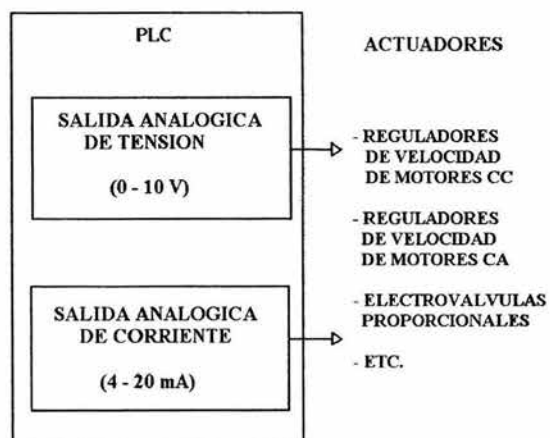 PLC
SALIDA ANALOGICA
DE TENSION
(0 - 10 V)
SALIDA ANALOGICA
DE CORRIENTE
(4 - 20 mA)
ACTUADORES
- REGULADORES
DE VELOCIDAD
DE MOTORES CC
- REGULADORES
DE VELOCIDAD
DE MOTORES CA
- ELECTROVALVULAS
PROPORCIONALES
- ETC.